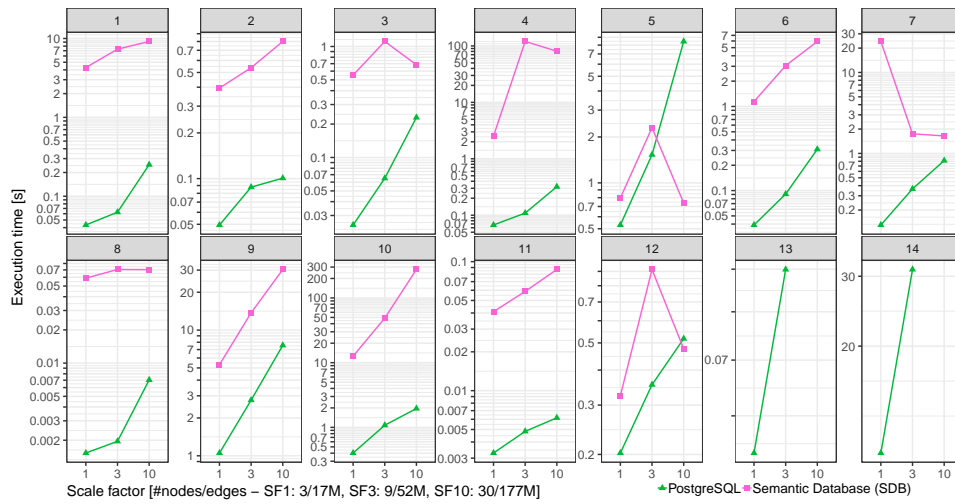 1 2 3 4 5 6 7
10 7 5 3 2 1 0.7 0.5 0.3 0.2 0.1 0.07 0.05
0.7 0.5 0.3 0.1 0.07 0.05
1 0.7 0.5 0.3 0.1 0.07 0.05 0.03
100 70 50 30 20 10 7 5 3 2 1 0.7 0.5 0.3 0.2 0.1 0.07 0.05
7 5 2 1 0.7 0.5
7 5 3 2 1 0.7 0.5 0.3 0.2 0.1 0.07 0.05
30 20 10 7 5 3 2 1 0.7 0.5 0.3 0.2
Execution time [s]
8 9 10 11 12 13 14
0.07 0.05 0.03 0.02 0.01 0.007 0.005 0.002
30 10 7 5 3 2 1
300 200 100 70 50 30 20 10 7 5 3 2 1 0.7 0.5 0.3
0.1 0.07 0.05 0.02 0.01 0.007 0.005 0.003
0.7 0.5 0.3 0.2
0.07
30 20
1 3 10 1 3 10 1 3 10 1 3 10 1 3 10 1 3 10 1 3 10
Scale factor [#nodes/edges − SF1: 3/17M, SF3: 9/52M, SF10: 30/177M]
PostgreSQL Semantic Database (SDB)